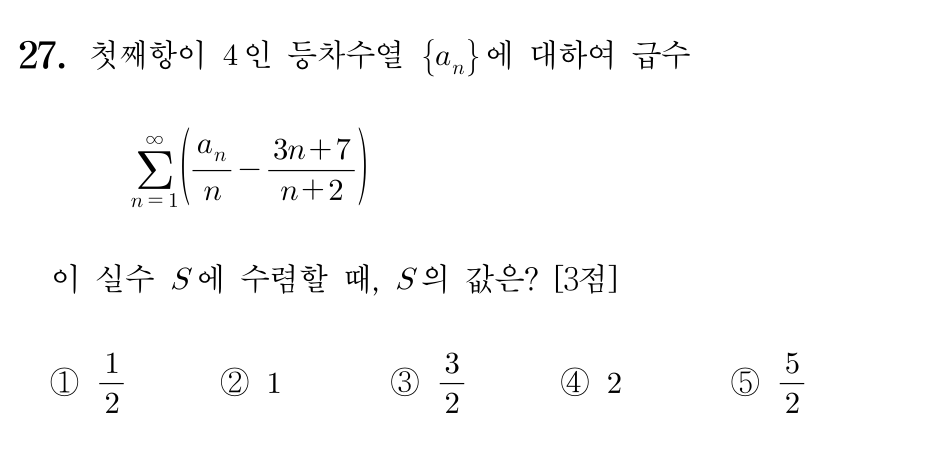 27. 첫째항이 4인 등차수열 {aₙ}에 대하여 급수
$\sum_{n=1}^{\infty}\left(\frac{a_n}{n}-\frac{3n+7}{n+2}\right)$
이 실수 S에 수렴할 때, S의 값은? [3점]
① $\frac{1}{2}$ ② 1 ③ $\frac{3}{2}$ ④ 2 ⑤ $\frac{5}{2}$